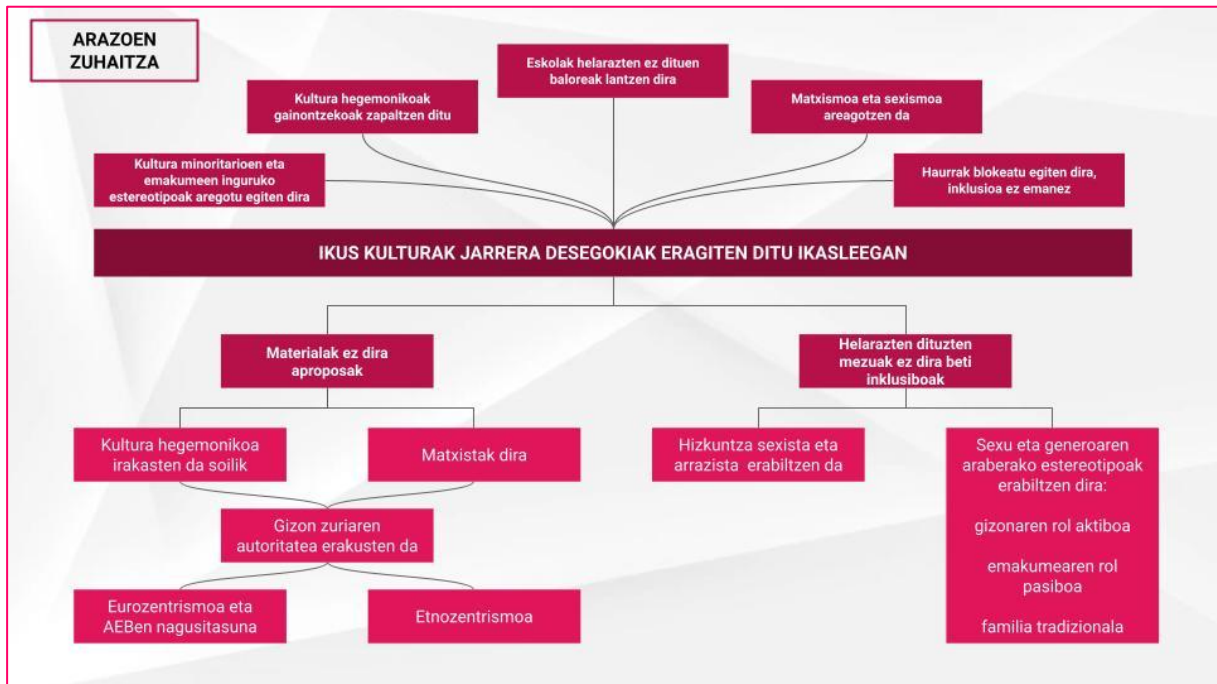 ARAZOEN
ZUHAITZA
Eskolak helarazten ez dituen
baloreak lantzen dira
Kultura hegemonikoak
gainontzekoak zapaltzen ditu
Matxismoa eta sexismoa
areagotzen da
Kultura minoritarioen eta
emakumeen inguruko
estereotipoak aregotu egiten dira
Haurrak blokeatu egiten dira,
inklusioa ez emanez
IKUS KULTURAK JARRERA DESEGOKIAK ERAGITEN DITU IKASLEEGAN
Materialak ez dira
aproposak
Helarazten dituzten
mezuak ez dira beti
inklusiboak
Kultura hegemonikoa
irakasten da soilik
Matxistak dira
Hizkuntza sexista eta
arrazista erabiltzen da
Sexu eta generoaren
araberako estereotipoak
erabiltzen dira:
gizonaren rol aktiboa
emakumearen rol
pasiboa
familia tradizionala
Gizon zuriaren
autoritatea erakusten da
Eurozentrismoa eta
AEBen nagusitasuna
Etnozentrismoa